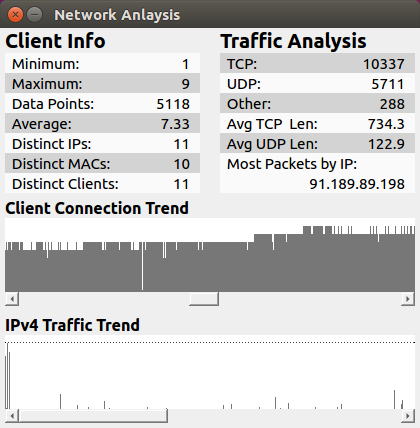 Network Anlaysis
Client Info
Minimum: 1
Maximum: 9
Data Points: 5118
Average: 7.33
Distinct IPs: 11
Distinct MACs: 10
Distinct Clients: 11
Traffic Analysis
TCP: 10337
UDP: 5711
Other: 288
Avg TCP Len: 734.3
Avg UDP Len: 122.9
Most Packets by IP:
91.189.89.198
Client Connection Trend
IPv4 Traffic Trend